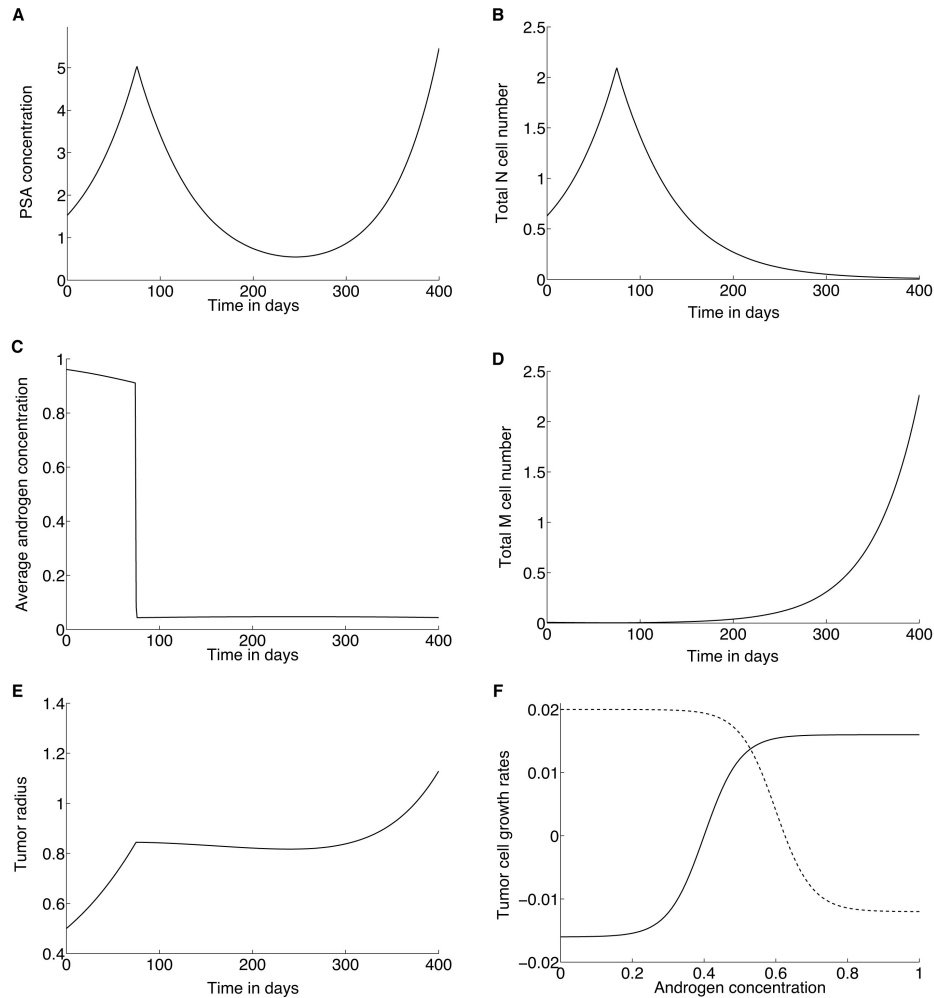 A
PSA concentration
5
4
3
2
1
0
0 100 200 300 400
Time in days
B
Total N cell number
2.5
2
1.5
1
0.5
0
0 100 200 300 400
Time in days
C
Average androgen concentration
1
0.8
0.6
0.4
0.2
0
0 100 200 300 400
Time in days
D
Total M cell number
2.5
2
1.5
1
0.5
0
0 100 200 300 400
Time in days
E
Tumor radius
1.4
1.2
1
0.8
0.6
0.4
0 100 200 300 400
Time in days
F
Tumor cell growth rates
0.02
0.01
0
−0.01
−0.02
0 0.2 0.4 0.6 0.8 1
Androgen concentration